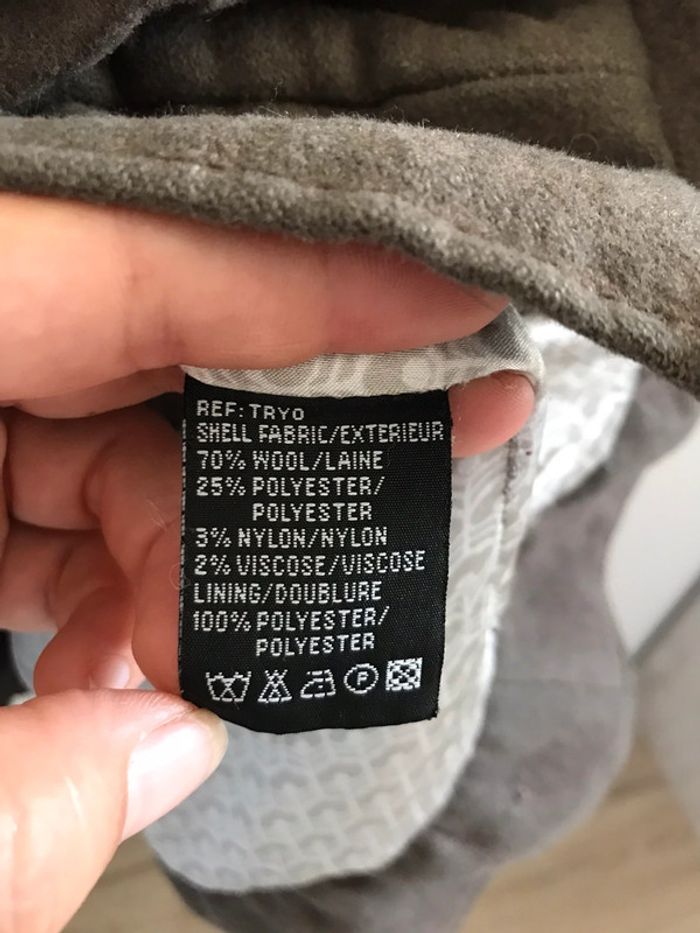 REF: TRYO
SHELL FABRIC/EXTERIEUR
70% WOOL/LAINE
25% POLYESTER/
POLYESTER
3% NYLON/NYLON
2% VISCOSE/VISCOSE
LINING/DOUBLURE
100% POLYESTER/
POLYESTER
P